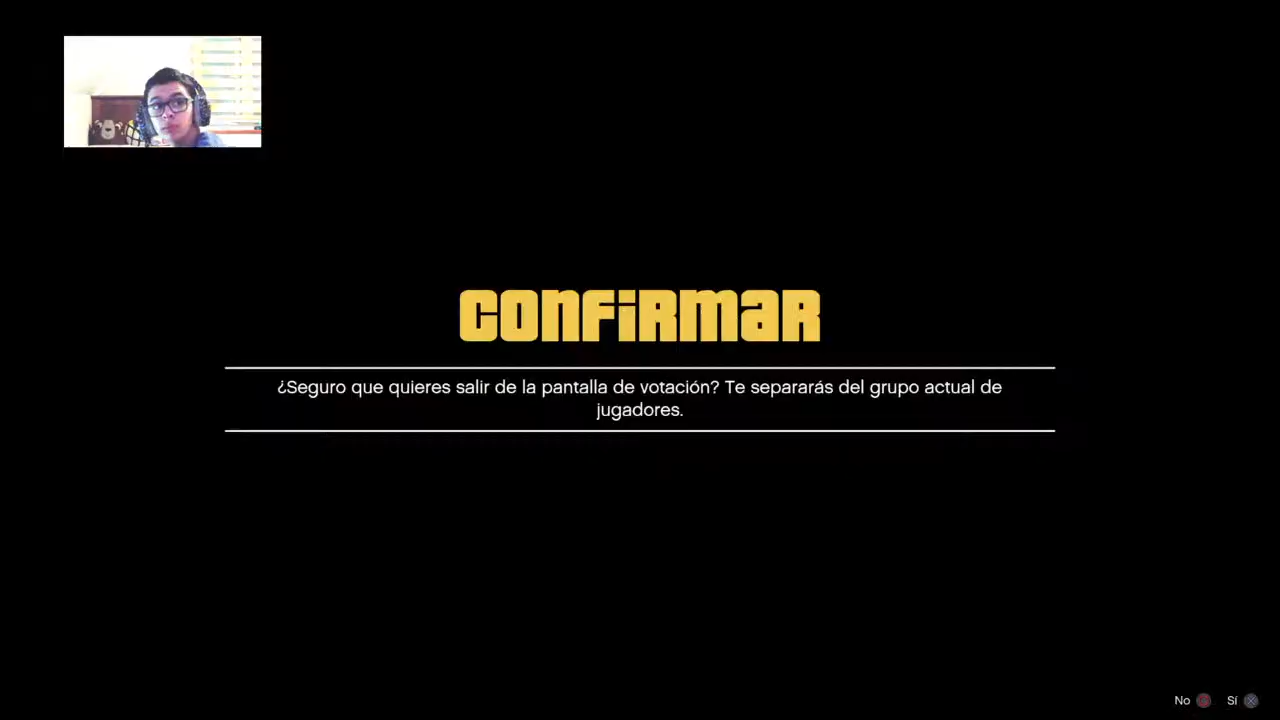 CONFIRMAR
¿Seguro que quieres salir de la pantalla de votación? Te separarás del grupo actual de
jugadores.
No Sí